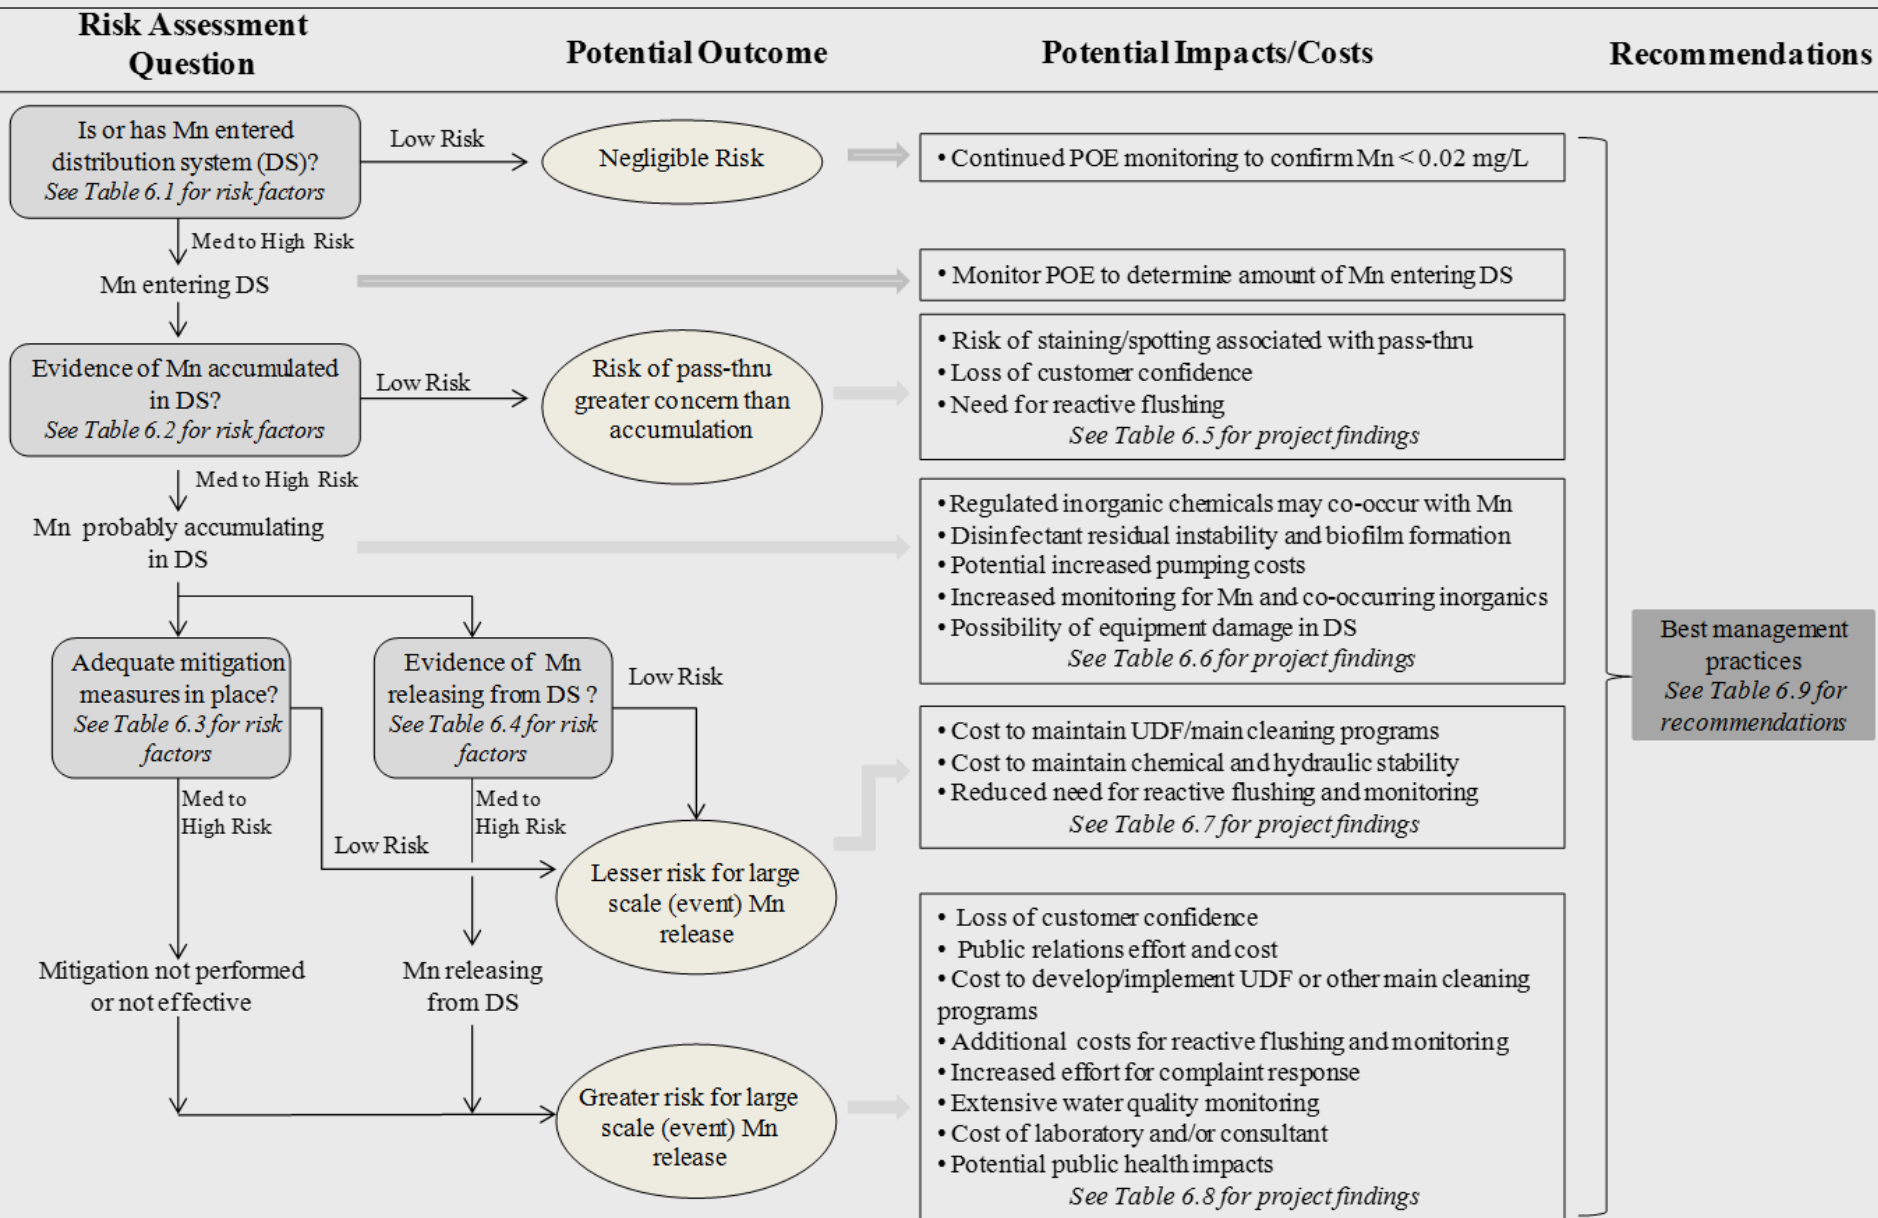 Risk Assessment
Question
Potential Outcome
Potential Impacts/Costs
Recommendations
Is or has Mn entered
distribution system (DS)?
See Table 6.1 for risk factors
Low Risk
Negligible Risk
• Continued POE monitoring to confirm Mn < 0.02 mg/L
Med to High Risk
Mn entering DS
• Monitor POE to determine amount of Mn entering DS
Evidence of Mn accumulated
in DS?
See Table 6.2 for risk factors
Low Risk
Risk of pass-thru
greater concern than
accumulation
• Risk of staining/spotting associated with pass-thru
• Loss of customer confidence
• Need for reactive flushing
See Table 6.5 for project findings
Med to High Risk
Mn probably accumulating
in DS
• Regulated inorganic chemicals may co-occur with Mn
• Disinfectant residual instability and biofilm formation
• Potential increased pumping costs
• Increased monitoring for Mn and co-occurring inorganics
• Possibility of equipment damage in DS
See Table 6.6 for project findings
Adequate mitigation
measures in place?
See Table 6.3 for risk
factors
Evidence of Mn
releasing from DS ?
See Table 6.4 for risk
factors
Low Risk
Med to
High Risk
Med to
High Risk
Low Risk
Lesser risk for large
scale (event) Mn
release
• Cost to maintain UDF/main cleaning programs
• Cost to maintain chemical and hydraulic stability
• Reduced need for reactive flushing and monitoring
See Table 6.7 for project findings
Mitigation not performed
or not effective
Mn releasing
from DS
Greater risk for large
scale (event) Mn
release
• Loss of customer confidence
• Public relations effort and cost
• Cost to develop/implement UDF or other main cleaning
programs
• Additional costs for reactive flushing and monitoring
• Increased effort for complaint response
• Extensive water quality monitoring
• Cost of laboratory and/or consultant
• Potential public health impacts
See Table 6.8 for project findings
Best management
practices
See Table 6.9 for
recommendations